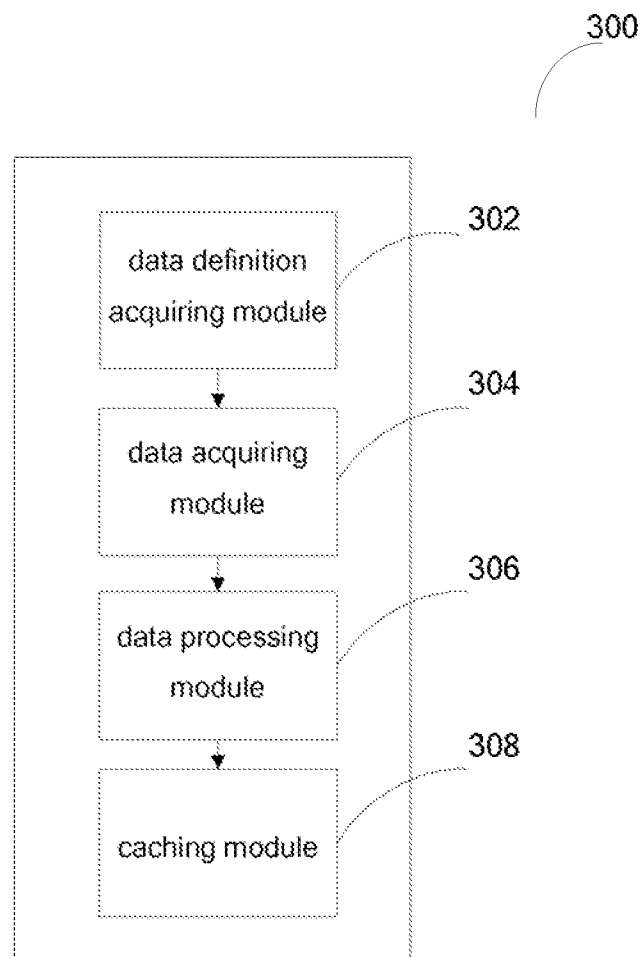 300
302
data definition
acquiring module
304
data acquiring
module
306
data processing
module
308
caching module